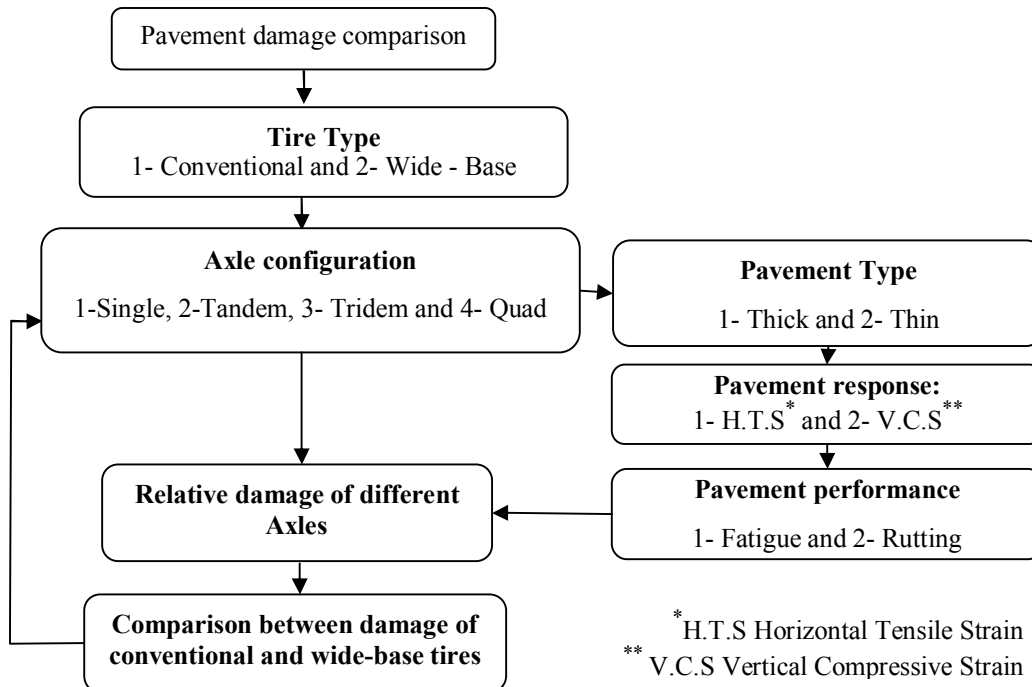 Pavement damage comparison
Tire Type
1- Conventional and 2- Wide - Base
Axle configuration
1-Single, 2-Tandem, 3- Tridem and 4- Quad
Pavement Type
1- Thick and 2- Thin
Pavement response:
1- H.T.S* and 2- V.C.S**
Pavement performance
1- Fatigue and 2- Rutting
Relative damage of different
Axles
Comparison between damage of
conventional and wide-base tires
*H.T.S Horizontal Tensile Strain
** V.C.S Vertical Compressive Strain